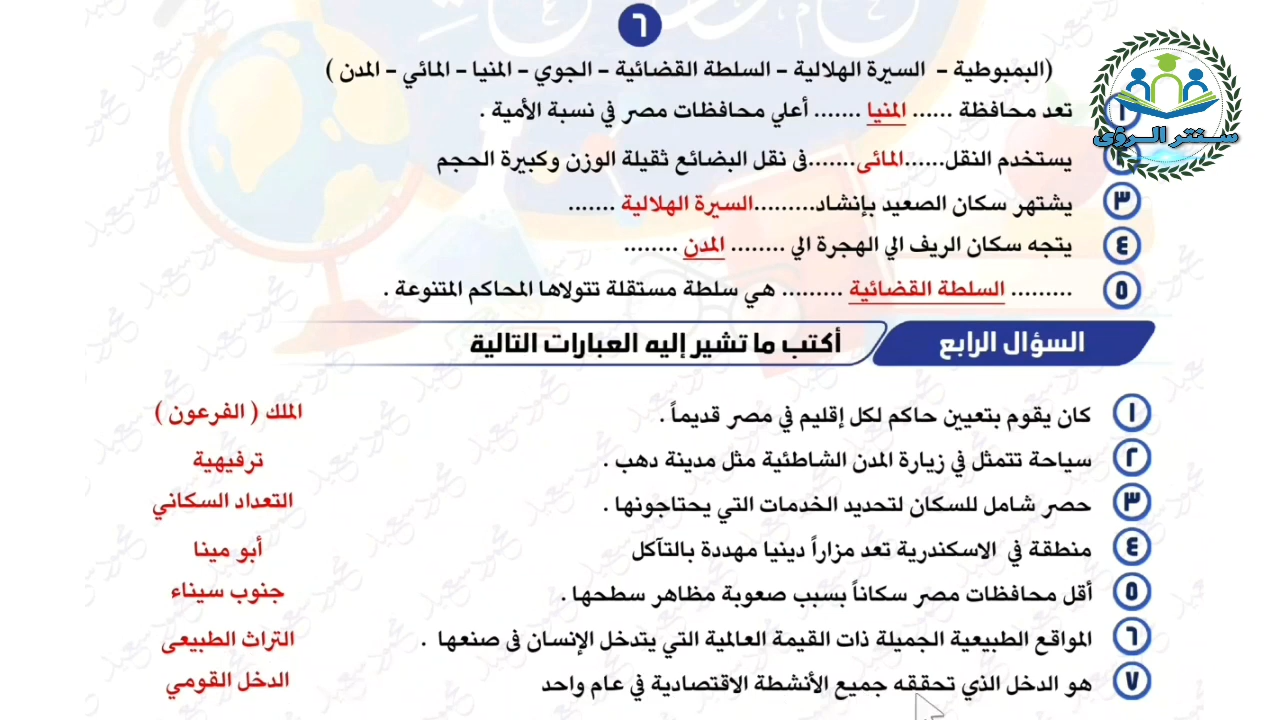 ٦
(البمبوطية – السيرة الهلالية – السلطة القضائية – الجوي – المنيا – المائي – المدن )
سنتر الرؤى
١ تعد محافظة ...... المنيا ....... أعلي محافظات مصر في نسبة الأمية .
يستخدم النقل......المائى.......فى نقل البضائع ثقيلة الوزن وكبيرة الحجم
٣ يشتهر سكان الصعيد بإنشاد.........السيرة الهلالية .......
٤ يتجه سكان الريف الي الهجرة الي ........ المدن ........
٥ ......... السلطة القضائية ......... هي سلطة مستقلة تتولاها المحاكم المتنوعة .
السؤال الرابع أكتب ما تشير إليه العبارات التالية
١ كان يقوم بتعيين حاكم لكل إقليم في مصر قديماً . الملك ( الفرعون )
٢ سياحة تتمثل في زيارة المدن الشاطئية مثل مدينة دهب . ترفيهية
٣ حصر شامل للسكان لتحديد الخدمات التي يحتاجونها . التعداد السكاني
٤ منطقة في الاسكندرية تعد مزاراً دينيا مهددة بالتآكل أبو مينا
٥ أقل محافظات مصر سكاناً بسبب صعوبة مظاهر سطحها . جنوب سيناء
٦ المواقع الطبيعية الجميلة ذات القيمة العالمية التي يتدخل الإنسان فى صنعها . التراث الطبيعى
٧ هو الدخل الذي تحققه جميع الأنشطة الاقتصادية في عام واحد الدخل القومي